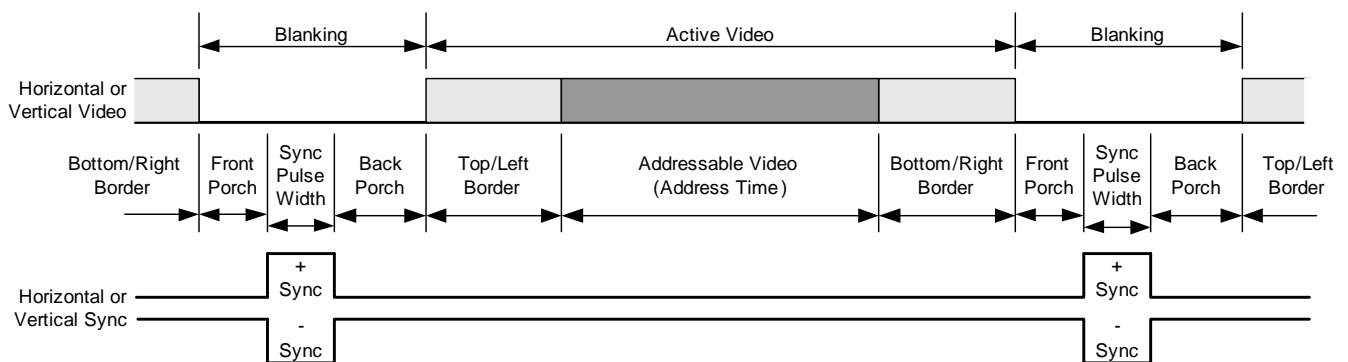 Blanking
Active Video
Blanking
Horizontal or
Vertical Video
Bottom/Right
Border
Front
Porch
Sync
Pulse
Width
Back
Porch
Top/Left
Border
Addressable Video
(Address Time)
Bottom/Right
Border
Front
Porch
Sync
Pulse
Width
Back
Porch
Top/Left
Border
Horizontal or
Vertical Sync
+
Sync
-
Sync
+
Sync
-
Sync